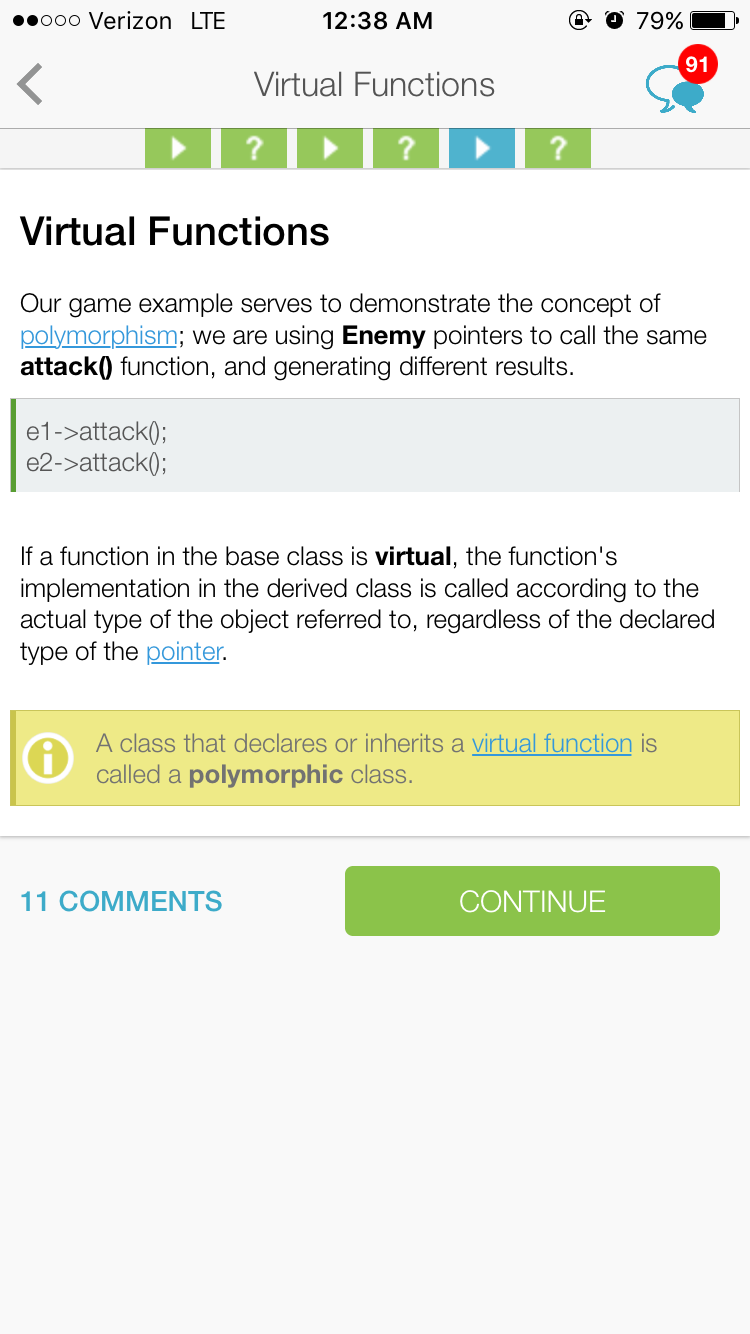 Verizon LTE 12:38 AM 79%
Virtual Functions 91
? ? ?
Virtual Functions
Our game example serves to demonstrate the concept of
polymorphism; we are using Enemy pointers to call the same
attack() function, and generating different results.
e1->attack();
e2->attack();
If a function in the base class is virtual, the function's
implementation in the derived class is called according to the
actual type of the object referred to, regardless of the declared
type of the pointer.
A class that declares or inherits a virtual function is
called a polymorphic class.
11 COMMENTS CONTINUE